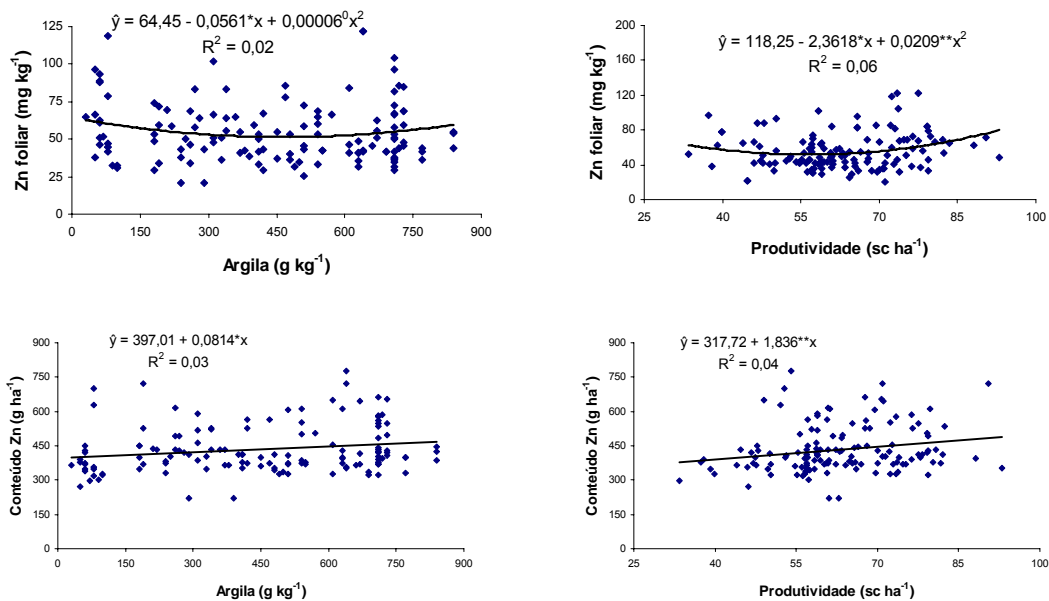 ŷ = 64,45 - 0,0561*x + 0,00006⁰x²
R² = 0,02
Zn foliar (mg kg⁻¹)
125
100
75
50
25
0
0 150 300 450 600 750 900
Argila (g kg⁻¹)
ŷ = 118,25 - 2,3618*x + 0,0209**x²
R² = 0,06
Zn foliar (mg kg⁻¹)
200
160
120
80
40
0
25 40 55 70 85 100
Produtividade (sc ha⁻¹)
ŷ = 397,01 + 0,0814*x
R² = 0,03
Conteúdo Zn (g ha⁻¹)
900
750
600
450
300
150
0
0 150 300 450 600 750 900
Argila (g kg⁻¹)
ŷ = 317,72 + 1,836**x
R² = 0,04
Conteúdo Zn (g ha⁻¹)
900
750
600
450
300
150
0
25 40 55 70 85 100
Produtividade (sc ha⁻¹)